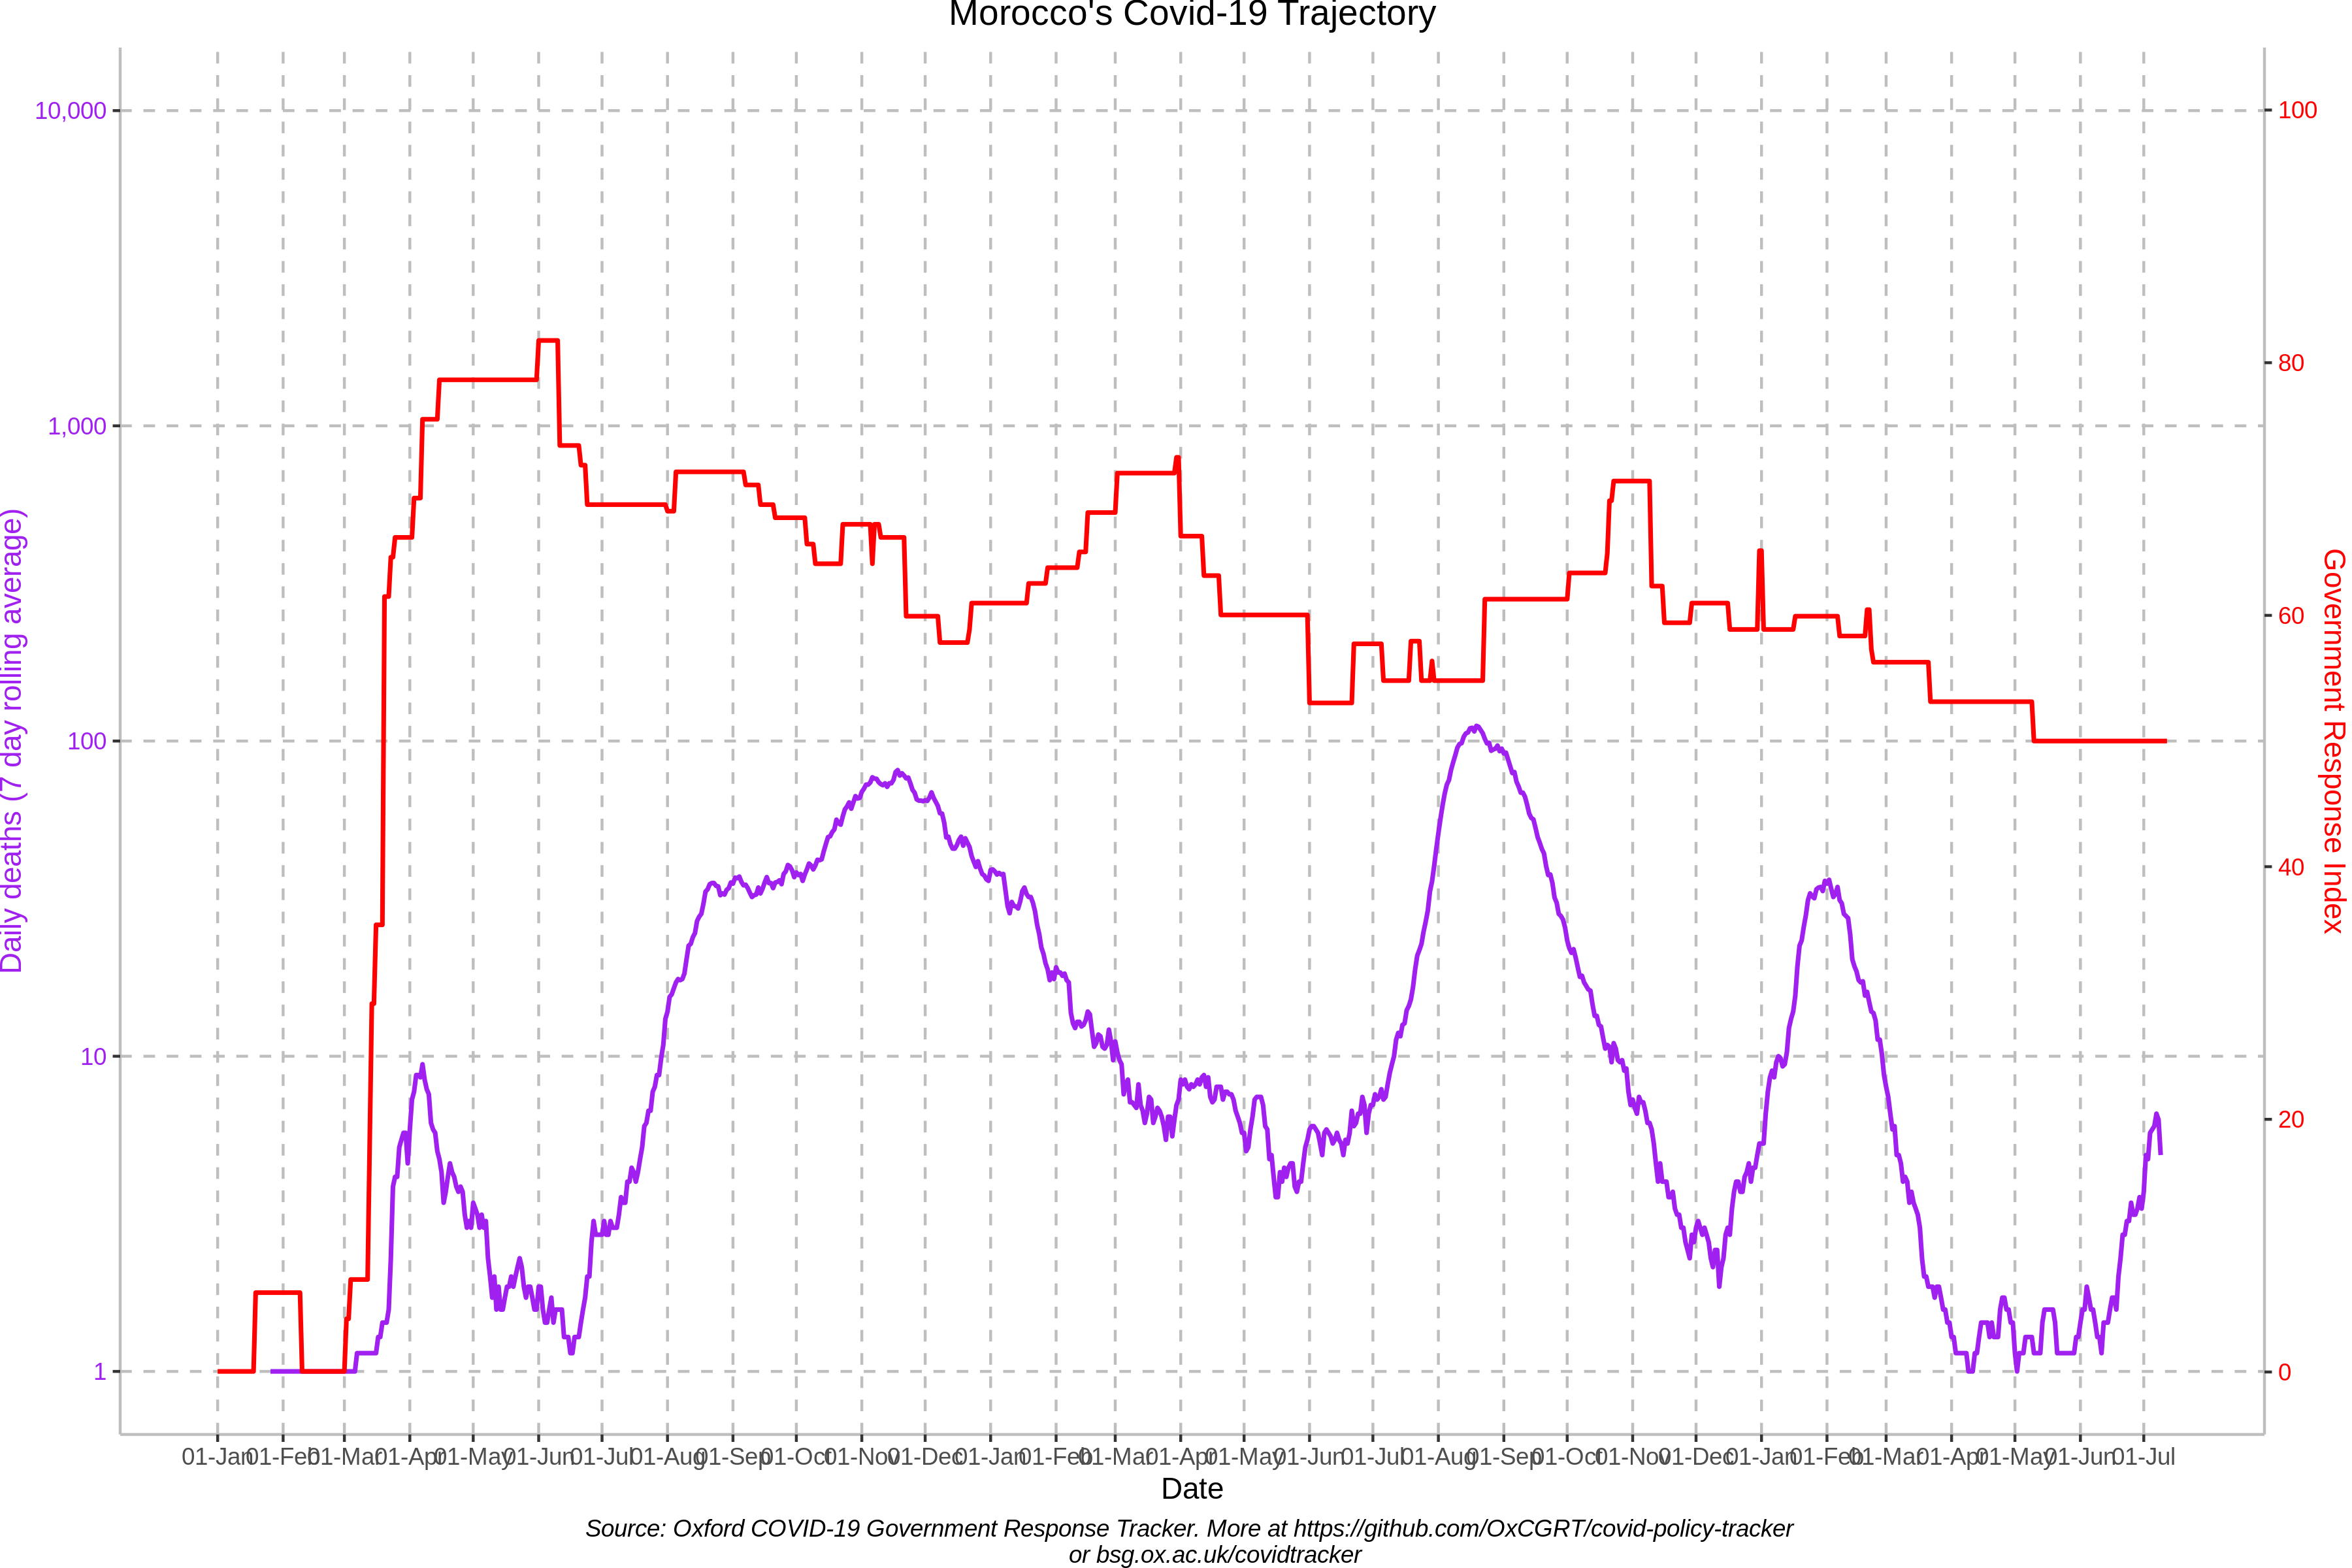 Morocco's Covid-19 Trajectory
10,000
1,000
100
10
1
Daily deaths (7 day rolling average)
100
80
60
40
20
0
Government Response Index
01-Jan 01-Feb 01-Mar 01-Apr 01-May 01-Jun 01-Jul 01-Aug 01-Sep 01-Oct 01-Nov 01-Dec 01-Jan 01-Feb 01-Mar 01-Apr 01-May 01-Jun 01-Jul 01-Aug 01-Sep 01-Oct 01-Nov 01-Dec 01-Jan 01-Feb 01-Mar 01-Apr 01-May 01-Jun 01-Jul
Date
Source: Oxford COVID-19 Government Response Tracker. More at https://github.com/OxCGRT/covid-policy-tracker
or bsg.ox.ac.uk/covidtracker